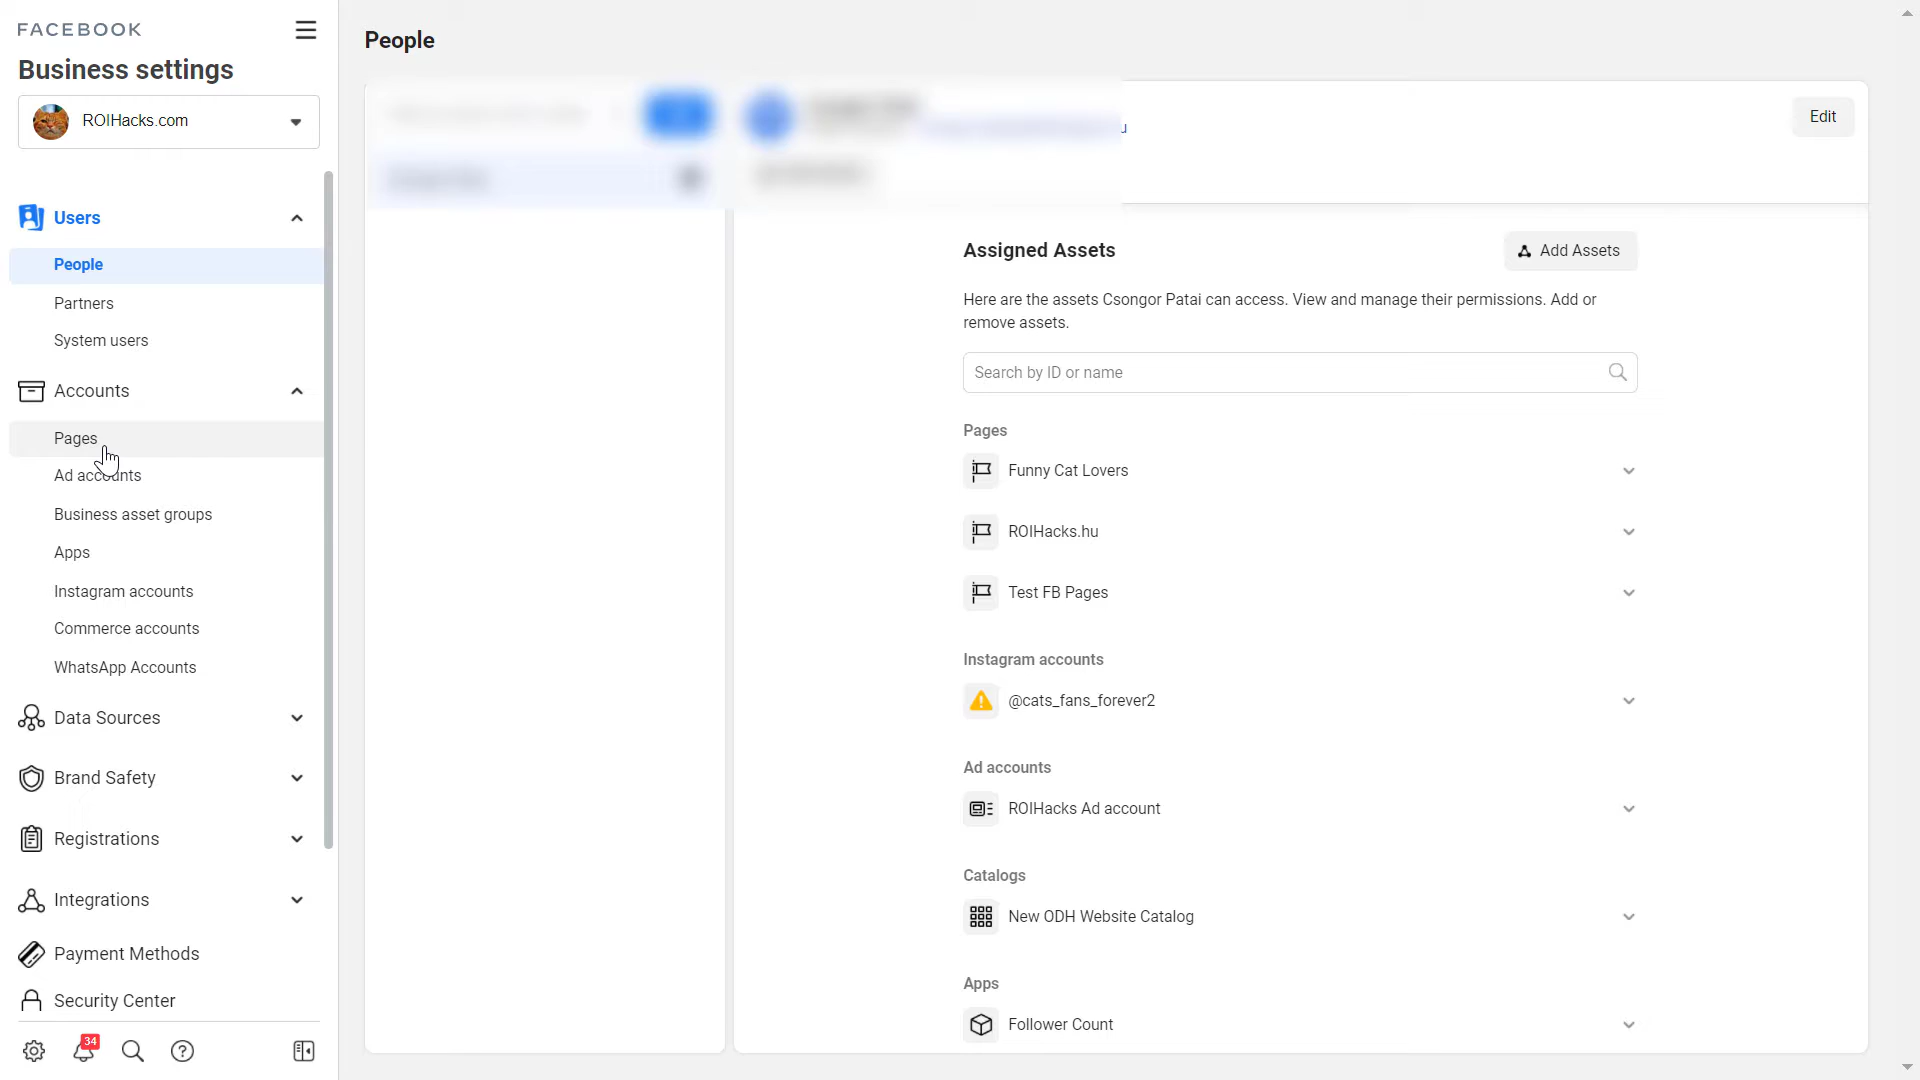 FACEBOOK
Business settings
ROIHacks.com
Users
People
Partners
System users
Accounts
Pages
Ad accounts
Business asset groups
Apps
Instagram accounts
Commerce accounts
WhatsApp Accounts
Data Sources
Brand Safety
Registrations
Integrations
Payment Methods
Security Center
34
People
Edit
Assigned Assets
Add Assets
Here are the assets Csongor Patai can access. View and manage their permissions. Add or
remove assets.
Search by ID or name
Pages
Funny Cat Lovers
ROIHacks.hu
Test FB Pages
Instagram accounts
@cats_fans_forever2
Ad accounts
ROIHacks Ad account
Catalogs
New ODH Website Catalog
Apps
Follower Count